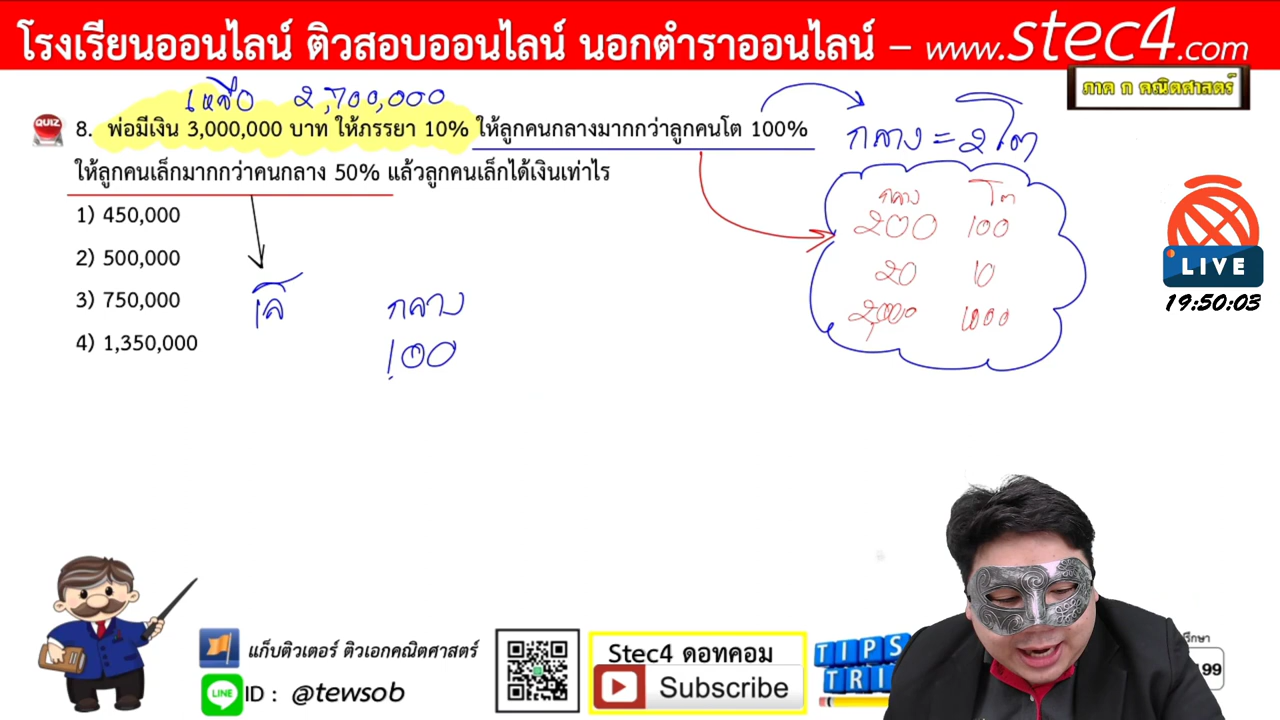 โรงเรียนออนไลน์ ติวสอบออนไลน์ นอกตำราออนไลน์ – www.stec4.com
ภาค ก คณิตศาสตร์
เหลือ 2,700,000
QUIZ
8. พ่อมีเงิน 3,000,000 บาท ให้ภรรยา 10% ให้ลูกคนกลางมากกว่าลูกคนโต 100%
กลาง = 2โต
ให้ลูกคนเล็กมากกว่าคนกลาง 50% แล้วลูกคนเล็กได้เงินเท่าไร
กลาง โต
1) 450,000
200 100
2) 500,000
20 10
LIVE
3) 750,000
เล็ กลาง
2,000 1000
19:50:03
4) 1,350,000
100
แก็บติวเตอร์ ติวเอกคณิตศาสตร์
LINE ID : @tewsob
Stec4 ดอทคอม
Subscribe
TIPS
TRI
ศึกษา
99